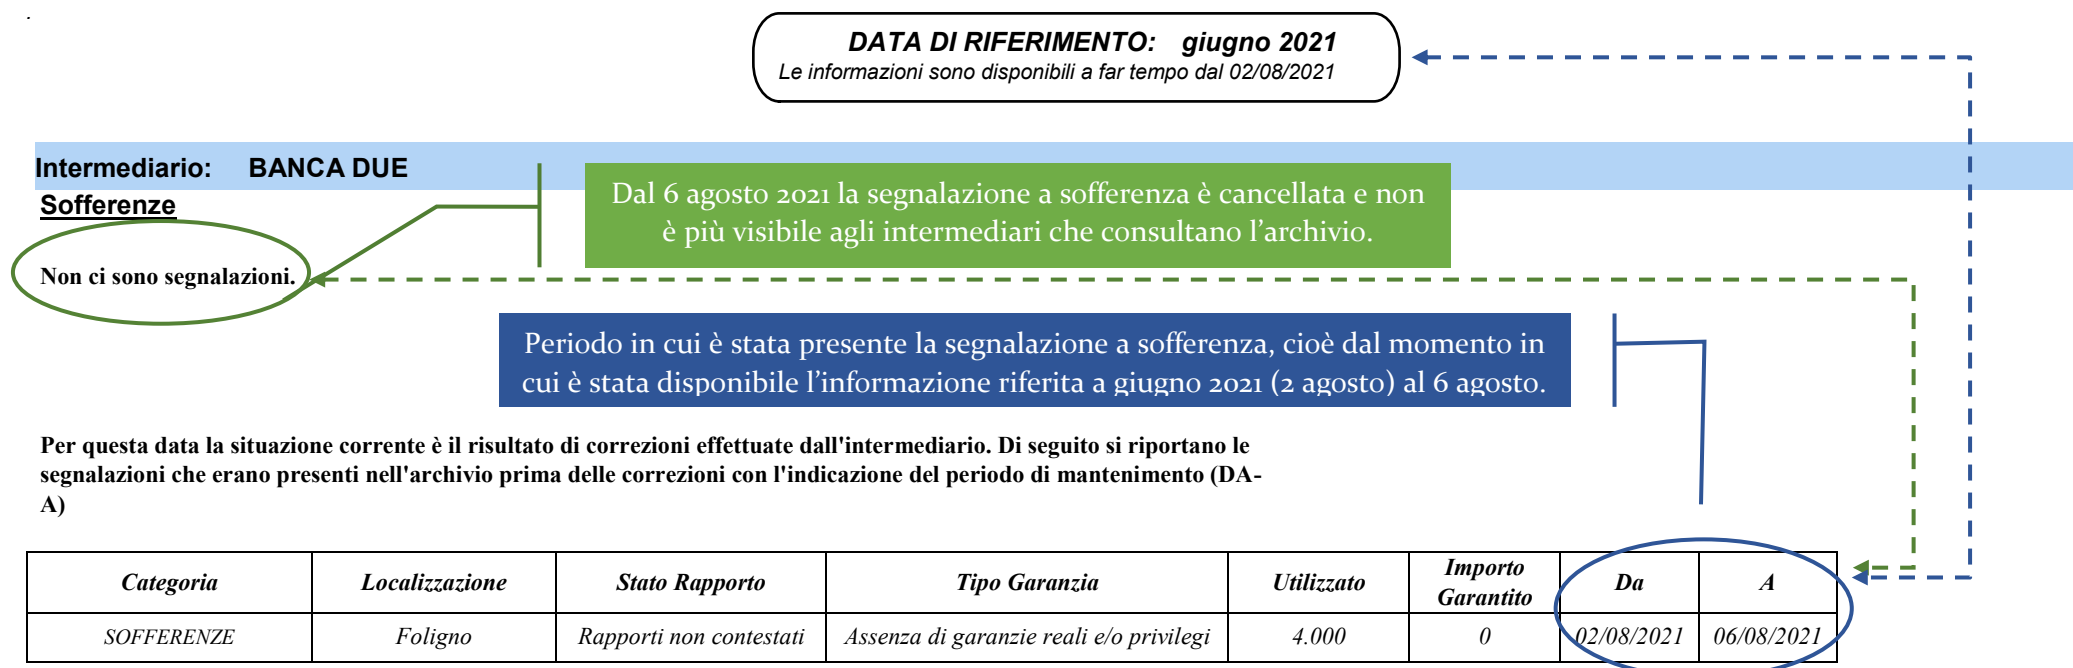 .
DATA DI RIFERIMENTO: giugno 2021
Le informazioni sono disponibili a far tempo dal 02/08/2021
Intermediario: BANCA DUE
Sofferenze
Dal 6 agosto 2021 la segnalazione a sofferenza è cancellata e non
è più visibile agli intermediari che consultano l’archivio.
Non ci sono segnalazioni.
Periodo in cui è stata presente la segnalazione a sofferenza, cioè dal momento in
cui è stata disponibile l’informazione riferita a giugno 2021 (2 agosto) al 6 agosto.
Per questa data la situazione corrente è il risultato di correzioni effettuate dall'intermediario. Di seguito si riportano le
segnalazioni che erano presenti nell'archivio prima delle correzioni con l'indicazione del periodo di mantenimento (DA-
A)
Categoria Localizzazione Stato Rapporto Tipo Garanzia Utilizzato Importo Garantito Da A
SOFFERENZE Foligno Rapporti non contestati Assenza di garanzie reali e/o privilegi 4.000 0 02/08/2021 06/08/2021